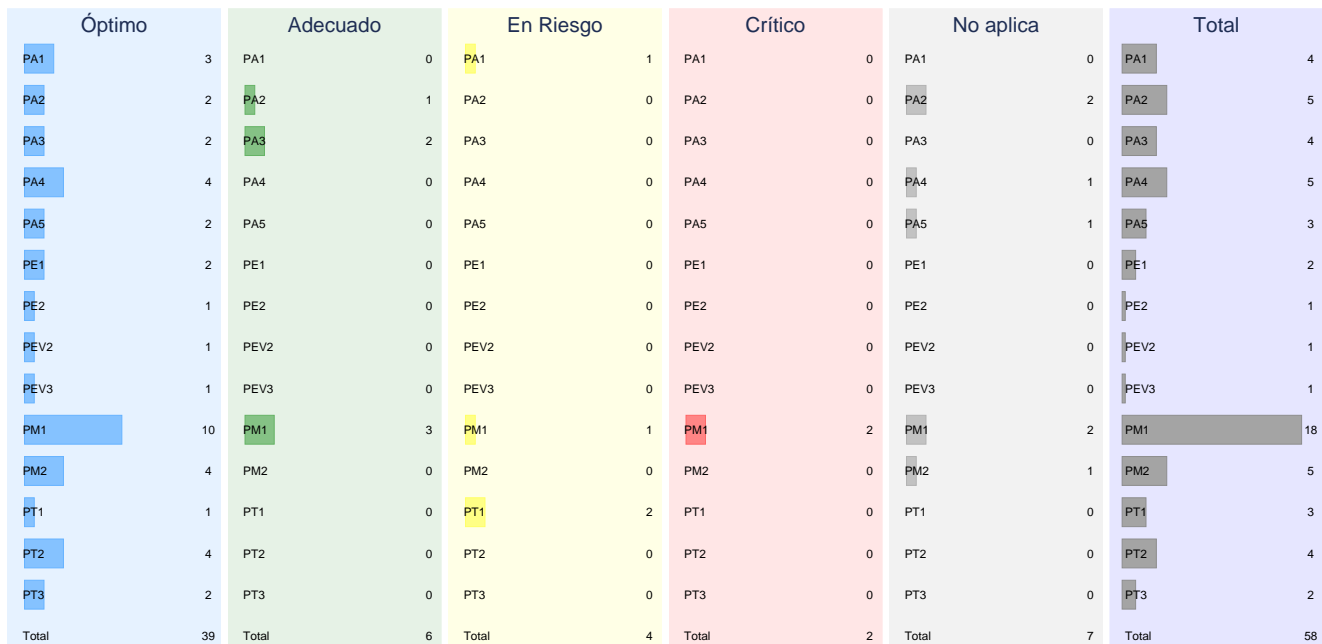 Óptimo Adecuado En Riesgo Crítico No aplica Total
PA1 3 PA1 0 PA1 1 PA1 0 PA1 0 PA1 4
PA2 2 PA2 1 PA2 0 PA2 0 PA2 2 PA2 5
PA3 2 PA3 2 PA3 0 PA3 0 PA3 0 PA3 4
PA4 4 PA4 0 PA4 0 PA4 0 PA4 1 PA4 5
PA5 2 PA5 0 PA5 0 PA5 0 PA5 1 PA5 3
PE1 2 PE1 0 PE1 0 PE1 0 PE1 0 PE1 2
PE2 1 PE2 0 PE2 0 PE2 0 PE2 0 PE2 1
PEV2 1 PEV2 0 PEV2 0 PEV2 0 PEV2 0 PEV2 1
PEV3 1 PEV3 0 PEV3 0 PEV3 0 PEV3 0 PEV3 1
PM1 10 PM1 3 PM1 1 PM1 2 PM1 2 PM1 18
PM2 4 PM2 0 PM2 0 PM2 0 PM2 1 PM2 5
PT1 1 PT1 0 PT1 2 PT1 0 PT1 0 PT1 3
PT2 4 PT2 0 PT2 0 PT2 0 PT2 0 PT2 4
PT3 2 PT3 0 PT3 0 PT3 0 PT3 0 PT3 2
Total 39 Total 6 Total 4 Total 2 Total 7 Total 58